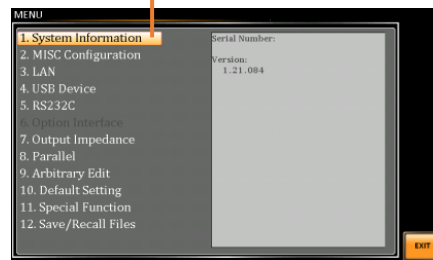 MENU
1. System Information
2. MISC Configuration
3. LAN
4. USB Device
5. RS232C
6. Option Interface
7. Output Impedance
8. Parallel
9. Arbitrary Edit
10. Default Setting
11. Special Function
12. Save/Recall Files
Serial Number:
Version:
1.21.084
EXIT